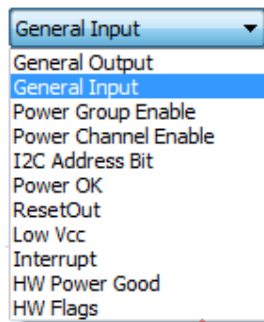 General Input
General Output
General Input
Power Group Enable
Power Channel Enable
I2C Address Bit
Power OK
ResetOut
Low Vcc
Interrupt
HW Power Good
HW Flags